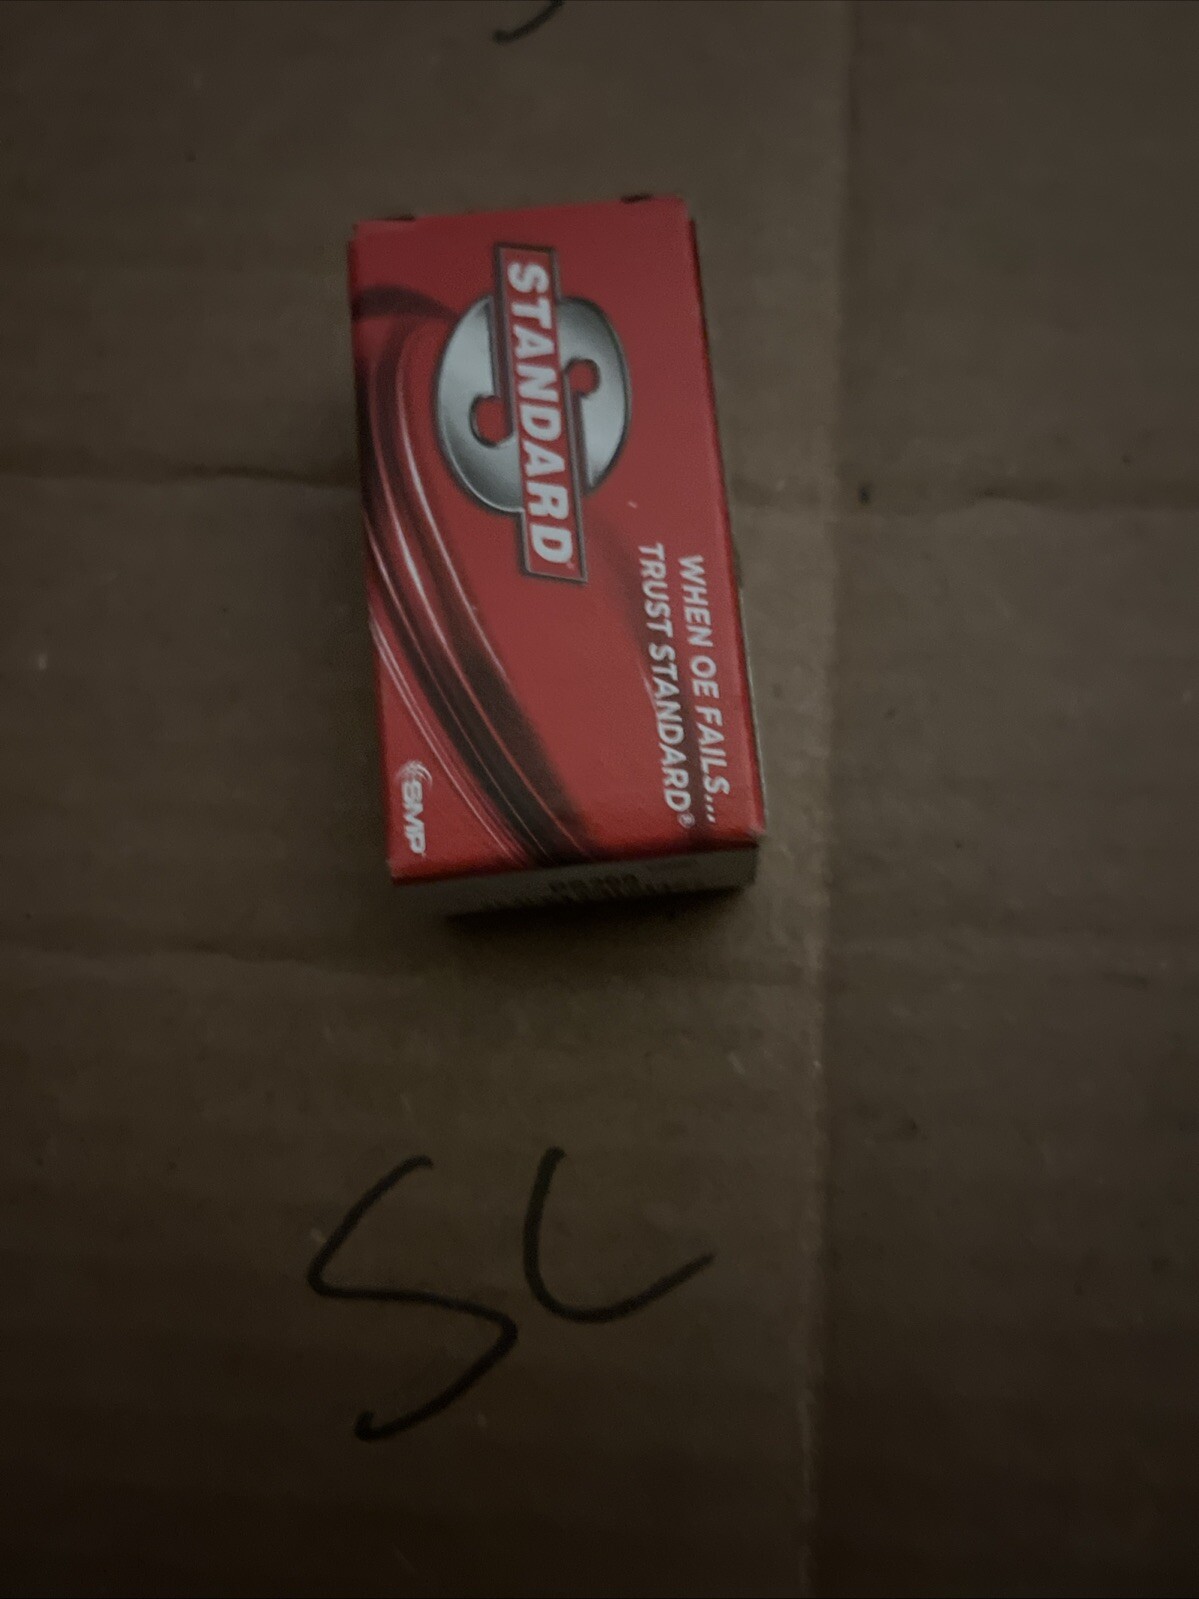 STANDARD
WHEN OE FAILS...
TRUST STANDARD®
SMP
SC